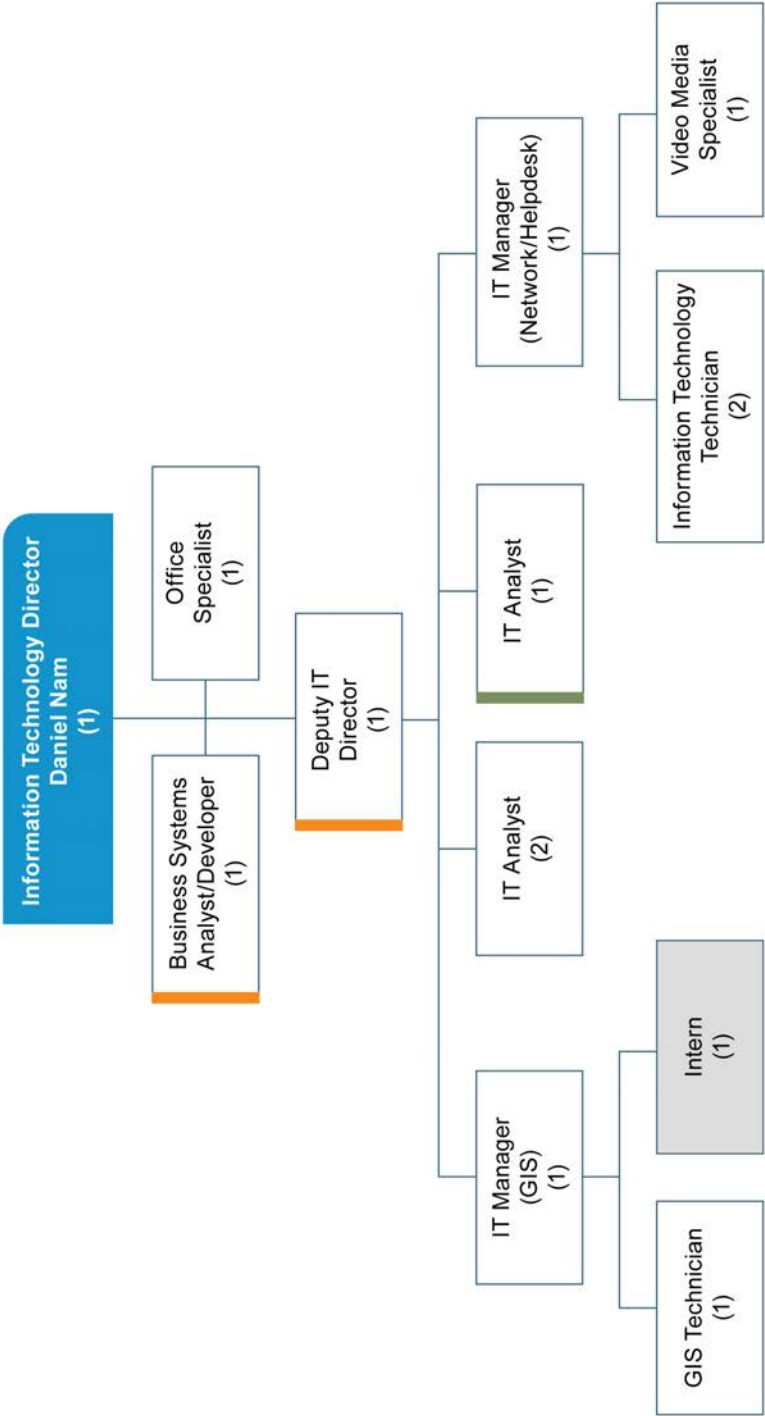 Information Technology Director
Daniel Nam
(1)
Business Systems
Analyst/Developer
(1)
Office
Specialist
(1)
Deputy IT
Director
(1)
IT Manager
(GIS)
(1)
IT Analyst
(2)
IT Analyst
(1)
IT Manager
(Network/Helpdesk)
(1)
GIS Technician
(1)
Intern
(1)
Information Technology
Technician
(2)
Video Media
Specialist
(1)